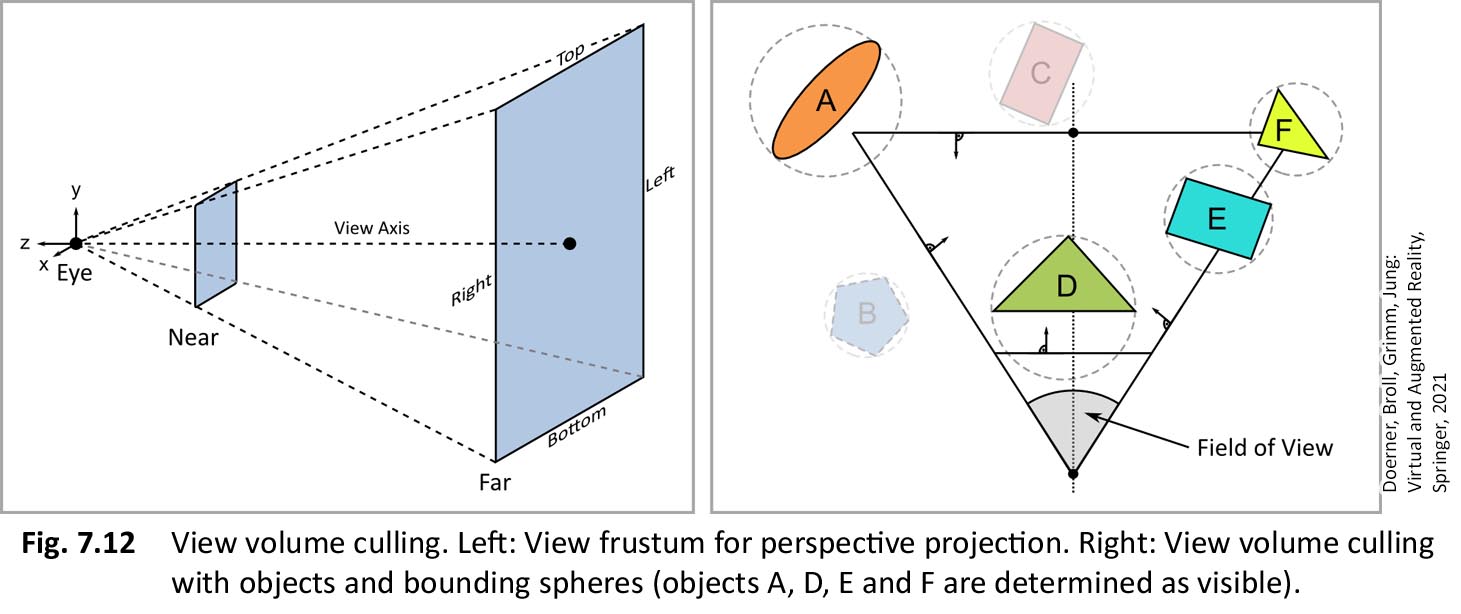 Top
Left
y
View Axis
z
x
Eye
Right
Near
Bottom
Far
A
C
F
E
D
B
Field of View
Doerner, Broll, Grimm, Jung:
Virtual and Augmented Reality,
Springer, 2021
Fig. 7.12 View volume culling. Left: View frustum for perspective projection. Right: View volume culling
with objects and bounding spheres (objects A, D, E and F are determined as visible).